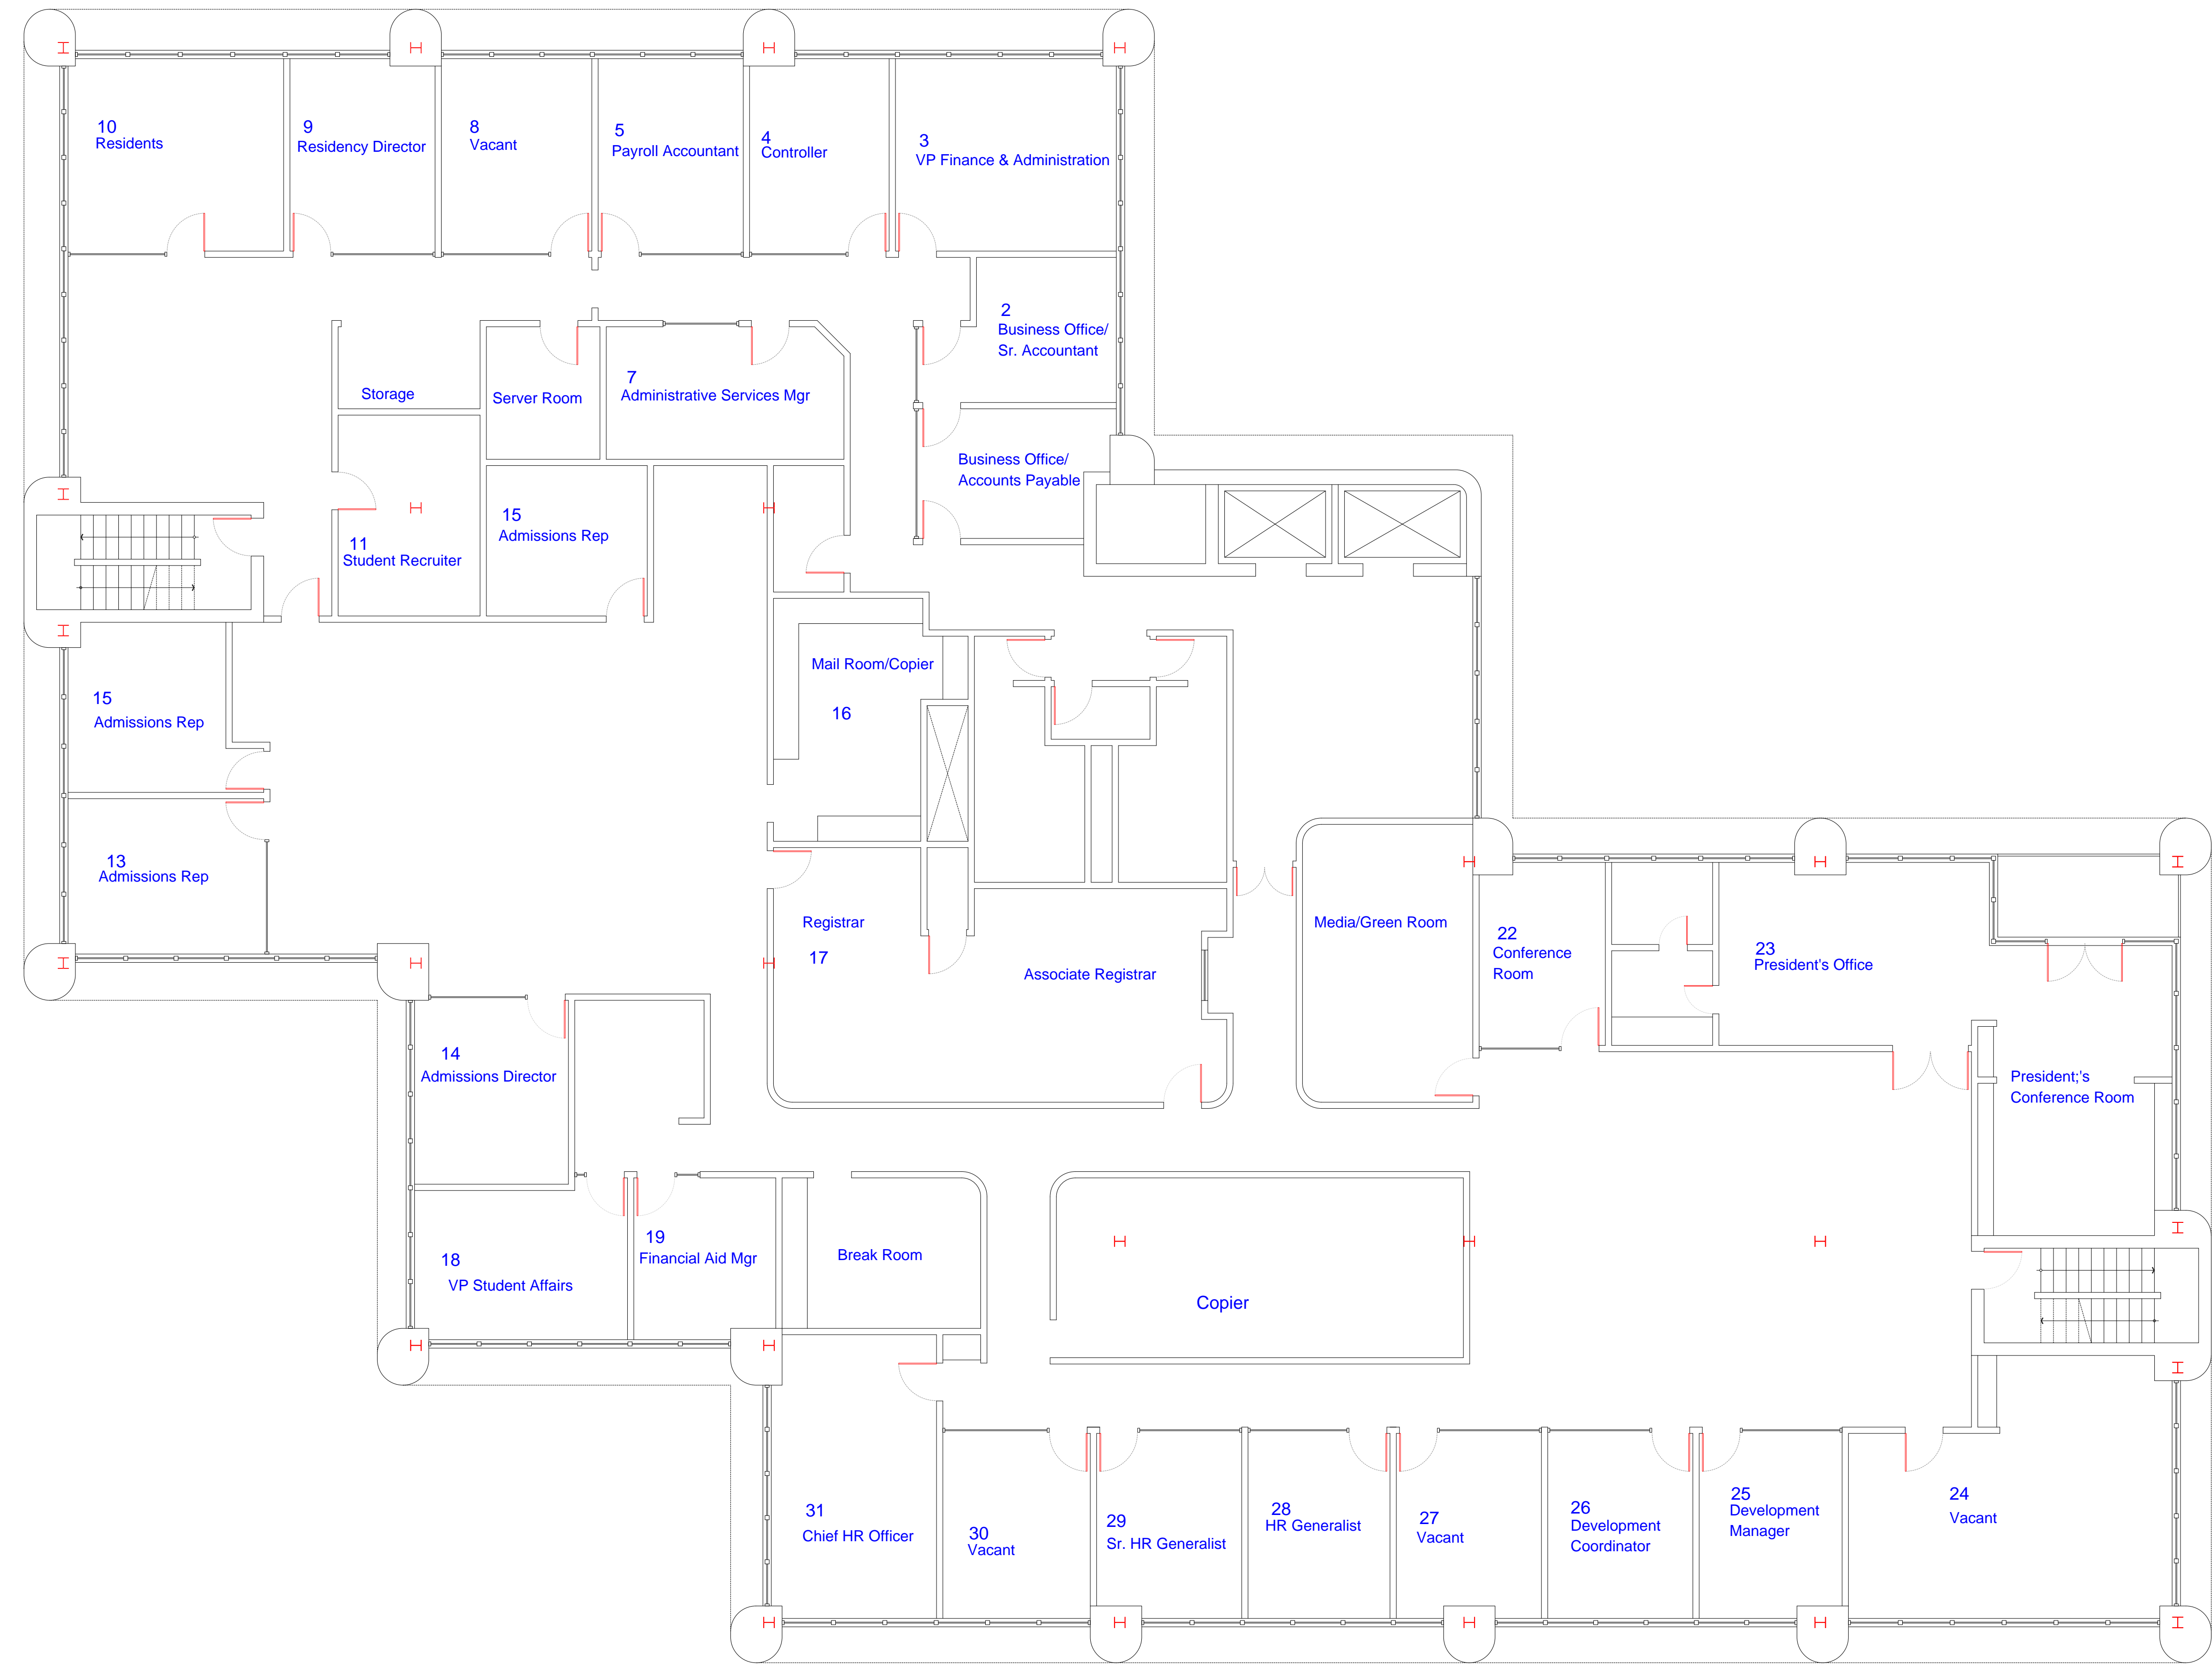 10
Residents
9
Residency Director
8
Vacant
5
Payroll Accountant
4
Controller
3
VP Finance & Administration
2
Business Office/
Sr. Accountant
Storage
Server Room
7
Administrative Services Mgr
Business Office/
Accounts Payable
11
Student Recruiter
15
Admissions Rep
Mail Room/Copier
16
15
Admissions Rep
13
Admissions Rep
Registrar
17
Associate Registrar
Media/Green Room
22
Conference
Room
23
President's Office
President;'s
Conference Room
14
Admissions Director
18
VP Student Affairs
19
Financial Aid Mgr
Break Room
Copier
31
Chief HR Officer
30
Vacant
29
Sr. HR Generalist
28
HR Generalist
27
Vacant
26
Development
Coordinator
25
Development
Manager
24
Vacant